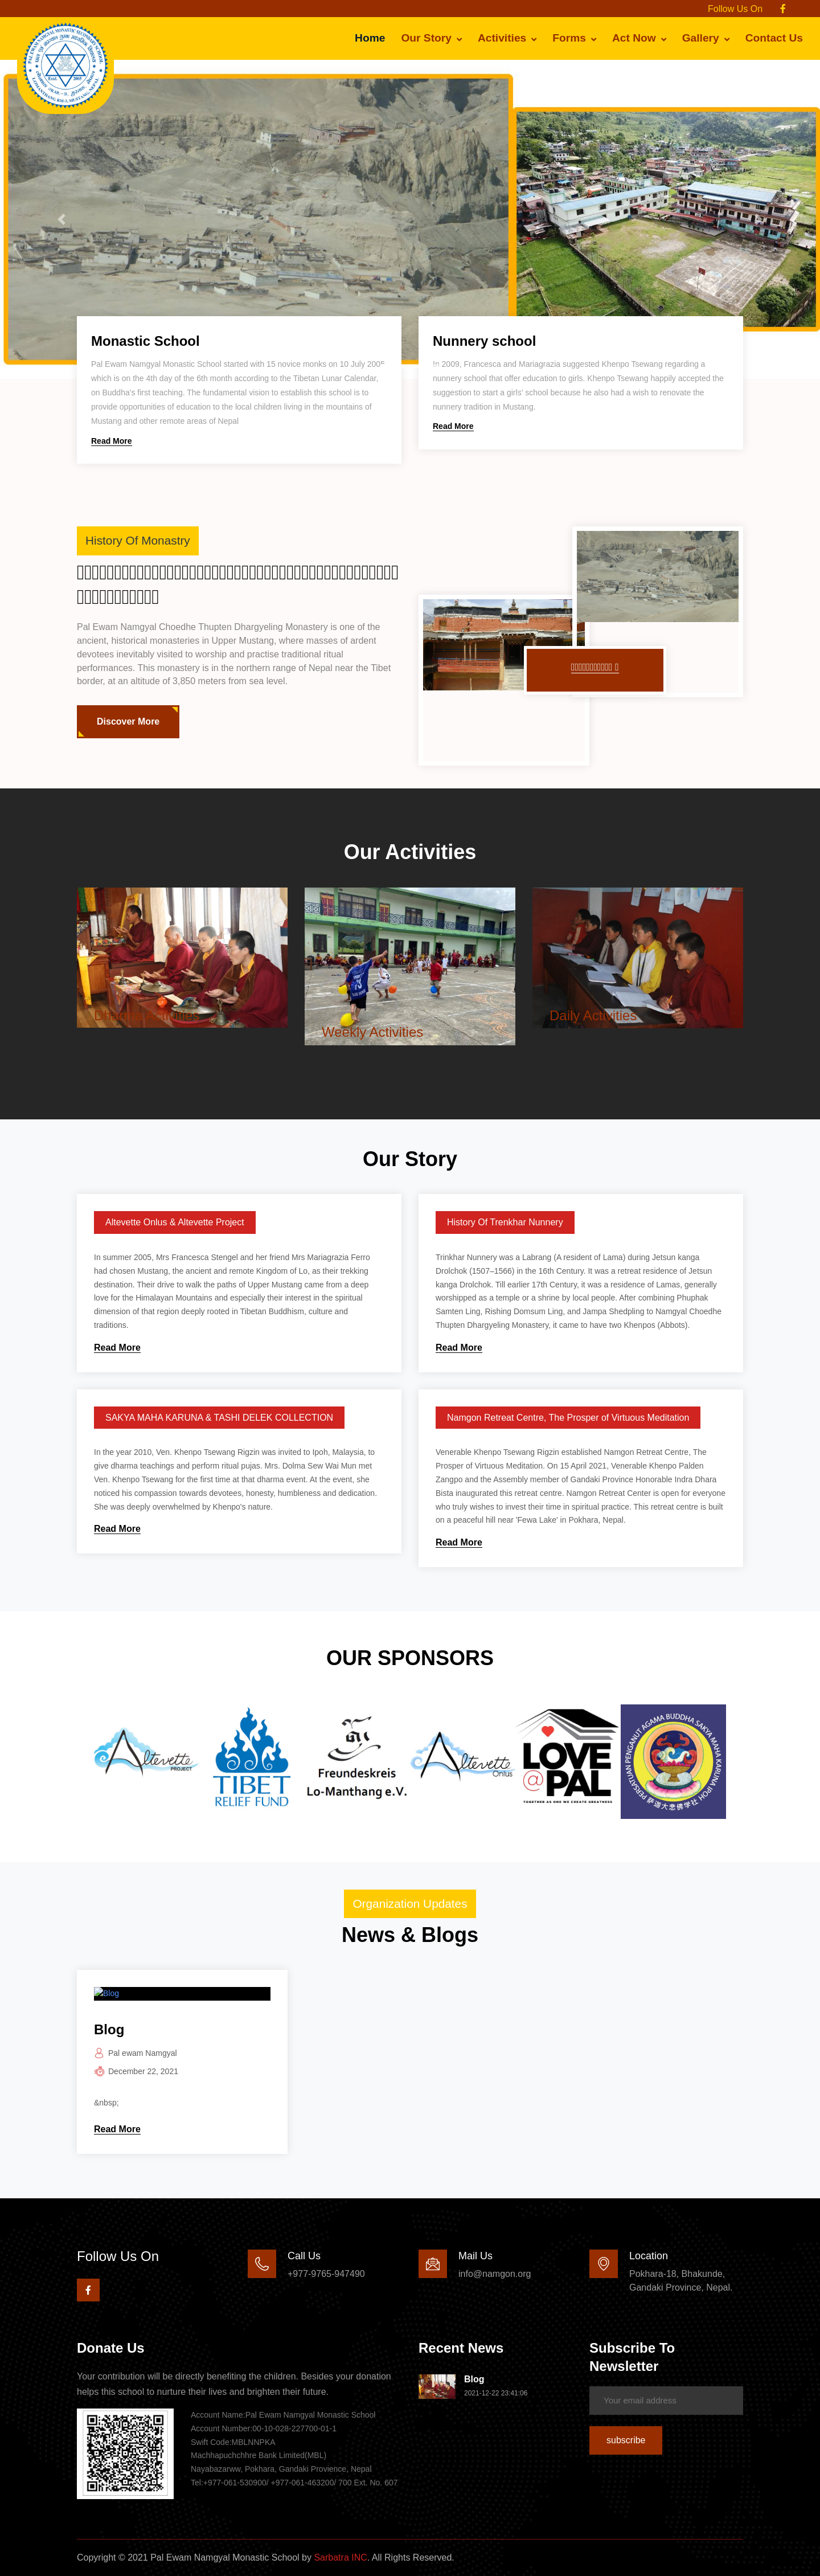 Follow Us On
Home
Our Story
Activities
Forms
Act Now
Gallery
Contact Us
Monastic School
Pal Ewam Namgyal Monastic School started with 15 novice monks on 10 July
which is on the 4th day of the 6th month according to the Tibetan Lunar Calendar,
on Buddha's first teaching. The fundamental vision to establish this school is to
provide opportunities of education to the local children living in the mountains of
Mustang and other remote areas of Nepal
Read More
Nunnery school
In 2009, Francesca and Mariagrazia suggested Khenpo Tsewang regarding a
nunnery school that offer education to girls. Khenpo Tsewang happily accepted the
suggestion to start a girls' school because he also had a wish to renovate the
nunnery tradition in Mustang.
Read More
History Of Monastry
Pal Ewam Namgyal Choedhe Thupten Dhargyeling Monastery is one of the
ancient, historical monasteries in Upper Mustang, where masses of ardent
devotees inevitably visited to worship and practise traditional ritual
performances. This monastery is in the northern range of Nepal near the Tibet
border, at an altitude of 3,850 meters from sea level.
Discover More
Our Activities
Weekly Activities
Daily Activities
Our Story
Altevette Onlus & Altevette Project
In summer 2005, Mrs Francesca Stengel and her friend Mrs Mariagrazia Ferro
had chosen Mustang, the ancient and remote Kingdom of Lo, as their trekking
destination. Their drive to walk the paths of Upper Mustang came from a deep
love for the Himalayan Mountains and especially their interest in the spiritual
dimension of that region deeply rooted in Tibetan Buddhism, culture and
traditions.
Read More
History Of Trenkhar Nunnery
Trinkhar Nunnery was a Labrang (A resident of Lama) during Jetsun kanga
Drolchok (1507–1566) in the 16th Century. It was a retreat residence of Jetsun
kanga Drolchok. Till earlier 17th Century, it was a residence of Lamas, generally
worshipped as a temple or a shrine by local people. After combining Phuphak
Samten Ling, Rishing Domsum Ling, and Jampa Shedpling to Namgyal Choedhe
Thupten Dhargyeling Monastery, it came to have two Khenpos (Abbots).
Read More
SAKYA MAHA KARUNA & TASHI DELEK COLLECTION
In the year 2010, Ven. Khenpo Tsewang Rigzin was invited to Ipoh, Malaysia, to
give dharma teachings and perform ritual pujas. Mrs. Dolma Sew Wai Mun met
Ven. Khenpo Tsewang for the first time at that dharma event. At the event, she
noticed his compassion towards devotees, honesty, humbleness and dedication.
She was deeply overwhelmed by Khenpo's nature.
Read More
Namgon Retreat Centre, The Prosper of Virtuous Meditation
Venerable Khenpo Tsewang Rigzin established Namgon Retreat Centre, The
Prosper of Virtuous Meditation. On 15 April 2021, Venerable Khenpo Palden
Zangpo and the Assembly member of Gandaki Province Honorable Indra Dhara
Bista inaugurated this retreat centre. Namgon Retreat Center is open for everyone
who truly wishes to invest their time in spiritual practice. This retreat centre is built
on a peaceful hill near 'Fewa Lake' in Pokhara, Nepal.
Read More
OUR SPONSORS
Altevette
PROJECT
TIBET
RELIEF FUND
Freundeskreis
Lo-Manthang e.V.
Altevette
Onlus
LOVE
@PAL
TOGETHER AS ONE WE CREATE GREATNESS
PERSATUAN PENGANUT AGAMA BUDDHA SAKYA MAHA KARUNA IPOH
Organization Updates
News & Blogs
Blog
Blog
Pal ewam Namgyal
December 22, 2021
&nbsp;
Read More
Follow Us On
Call Us
+977-9765-947490
Mail Us
info@namgon.org
Location
Pokhara-18, Bhakunde,
Gandaki Province, Nepal.
Donate Us
Your contribution will be directly benefiting the children. Besides your donation
helps this school to nurture their lives and brighten their future.
Account Name:Pal Ewam Namgyal Monastic School
Account Number:00-10-028-227700-01-1
Swift Code:MBLNNPKA
Machhapuchchhre Bank Limited(MBL)
Nayabazarww, Pokhara, Gandaki Provience, Nepal
Tel:+977-061-530900/ +977-061-463200/ 700 Ext. No. 607
Recent News
Blog
2021-12-22 23:41:06
Subscribe To
Newsletter
Your email address
subscribe
Copyright © 2021 Pal Ewam Namgyal Monastic School by Sarbatra INC. All Rights Reserved.